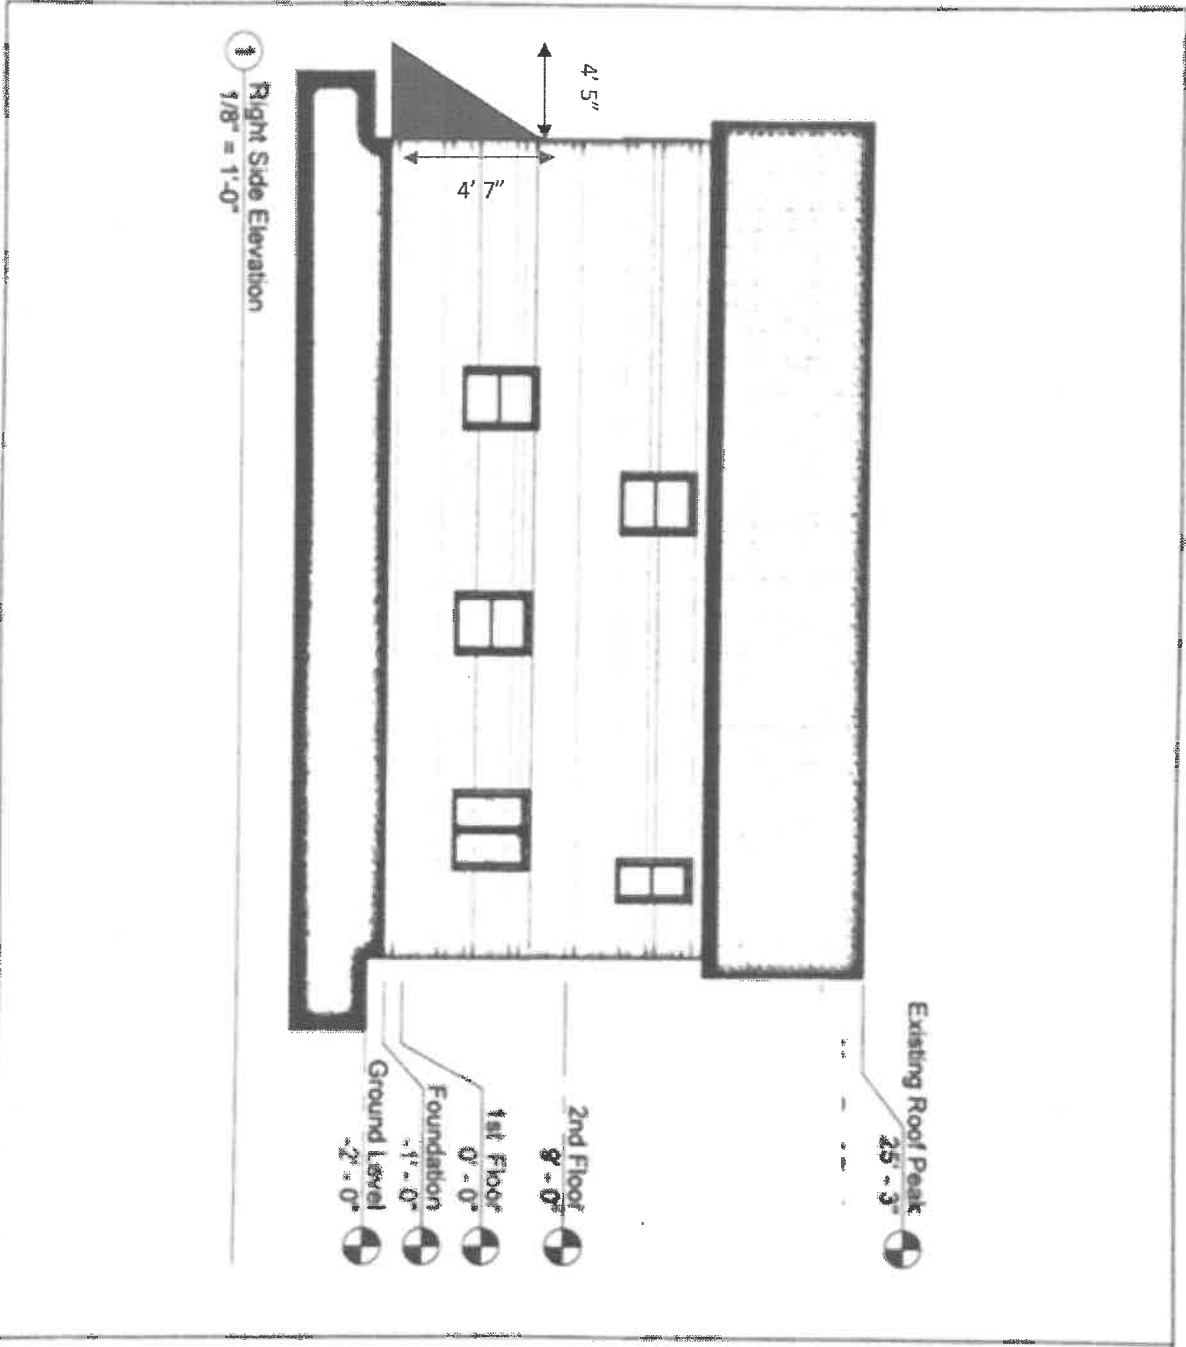 4' 5"
4' 7"
Existing Roof Peak
25' - 3"
2nd Floor
9' - 0"
1st Floor
0' - 0"
Foundation
-1' - 0"
Ground Level
-2' - 0"
1
Right Side Elevation
1/8" = 1'-0"